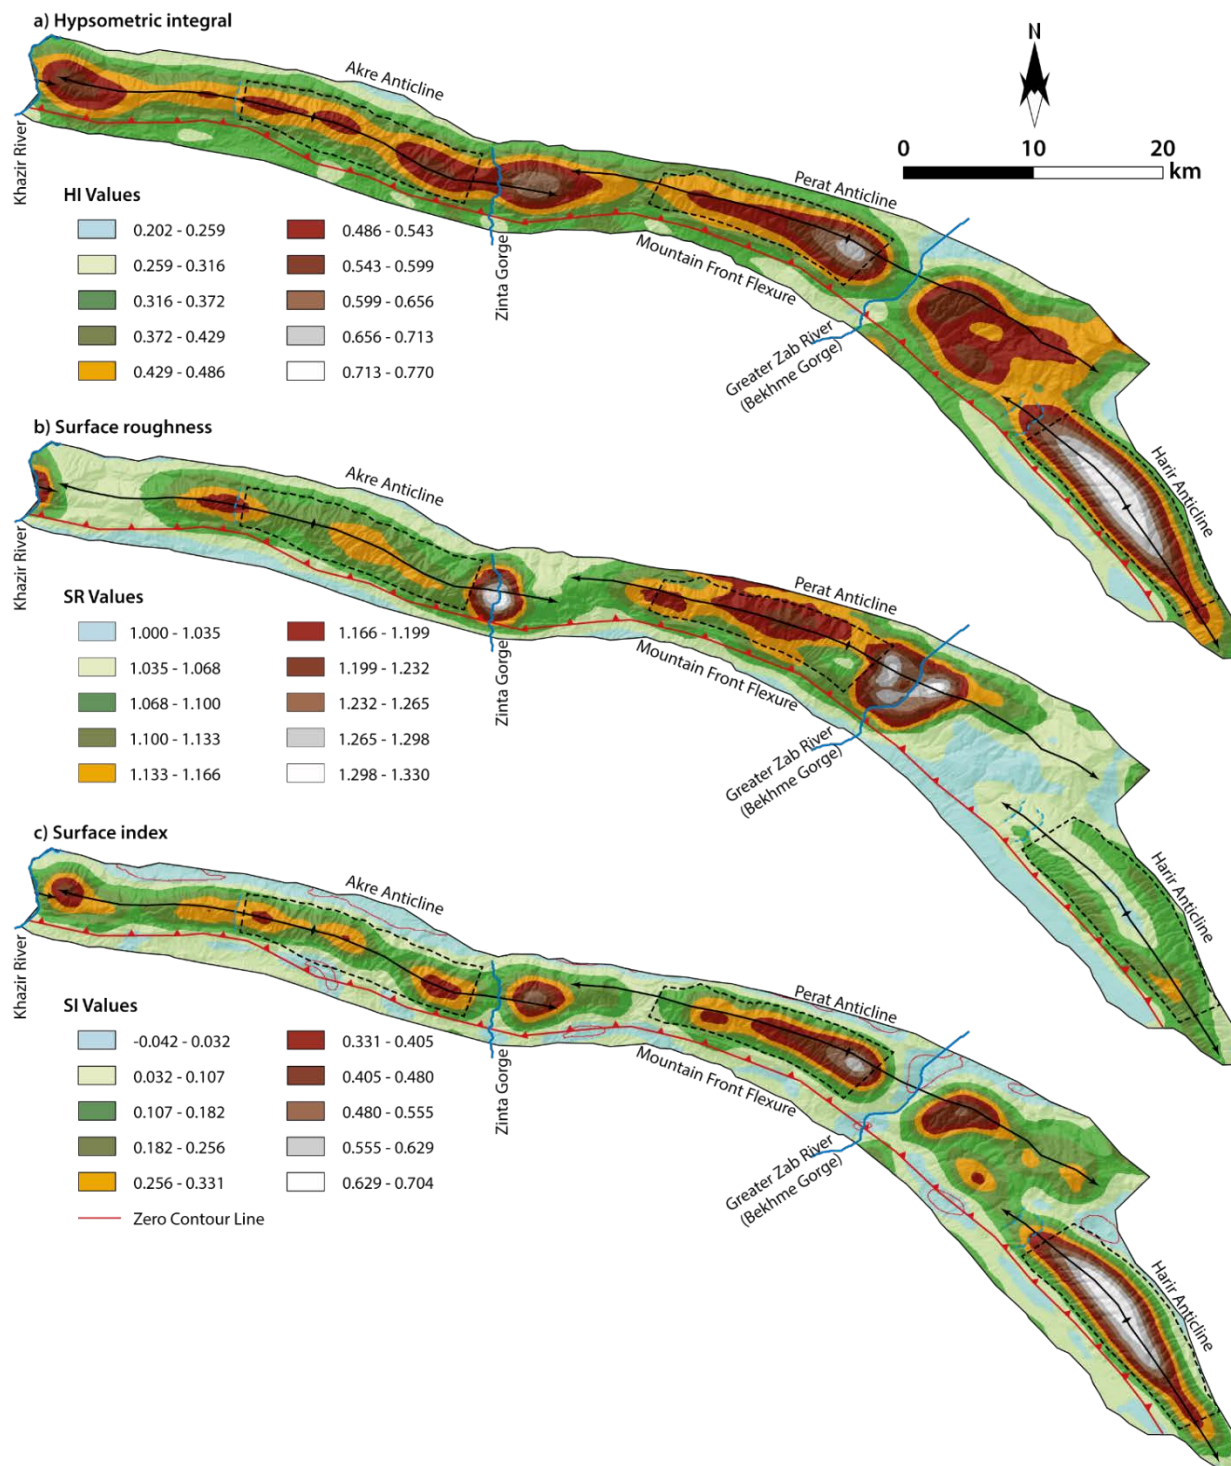 a) Hypsometric integral
N
Akre Anticline
Khazir River
0 10 20
km
Perat Anticline
HI Values
0.202 - 0.259
0.486 - 0.543
0.259 - 0.316
0.543 - 0.599
0.316 - 0.372
0.599 - 0.656
0.372 - 0.429
0.656 - 0.713
0.429 - 0.486
0.713 - 0.770
Zinta Gorge
Mountain Front Flexure
Greater Zab River
(Bekhme Gorge)
Harir Anticline
b) Surface roughness
Akre Anticline
Khazir River
Perat Anticline
SR Values
1.000 - 1.035
1.166 - 1.199
1.035 - 1.068
1.199 - 1.232
1.068 - 1.100
1.232 - 1.265
1.100 - 1.133
1.265 - 1.298
1.133 - 1.166
1.298 - 1.330
Zinta Gorge
Mountain Front Flexure
Greater Zab River
(Bekhme Gorge)
Harir Anticline
c) Surface index
Akre Anticline
Khazir River
Perat Anticline
SI Values
-0.042 - 0.032
0.331 - 0.405
0.032 - 0.107
0.405 - 0.480
0.107 - 0.182
0.480 - 0.555
0.182 - 0.256
0.555 - 0.629
0.256 - 0.331
0.629 - 0.704
Zero Contour Line
Zinta Gorge
Mountain Front Flexure
Greater Zab River
(Bekhme Gorge)
Harir Anticline